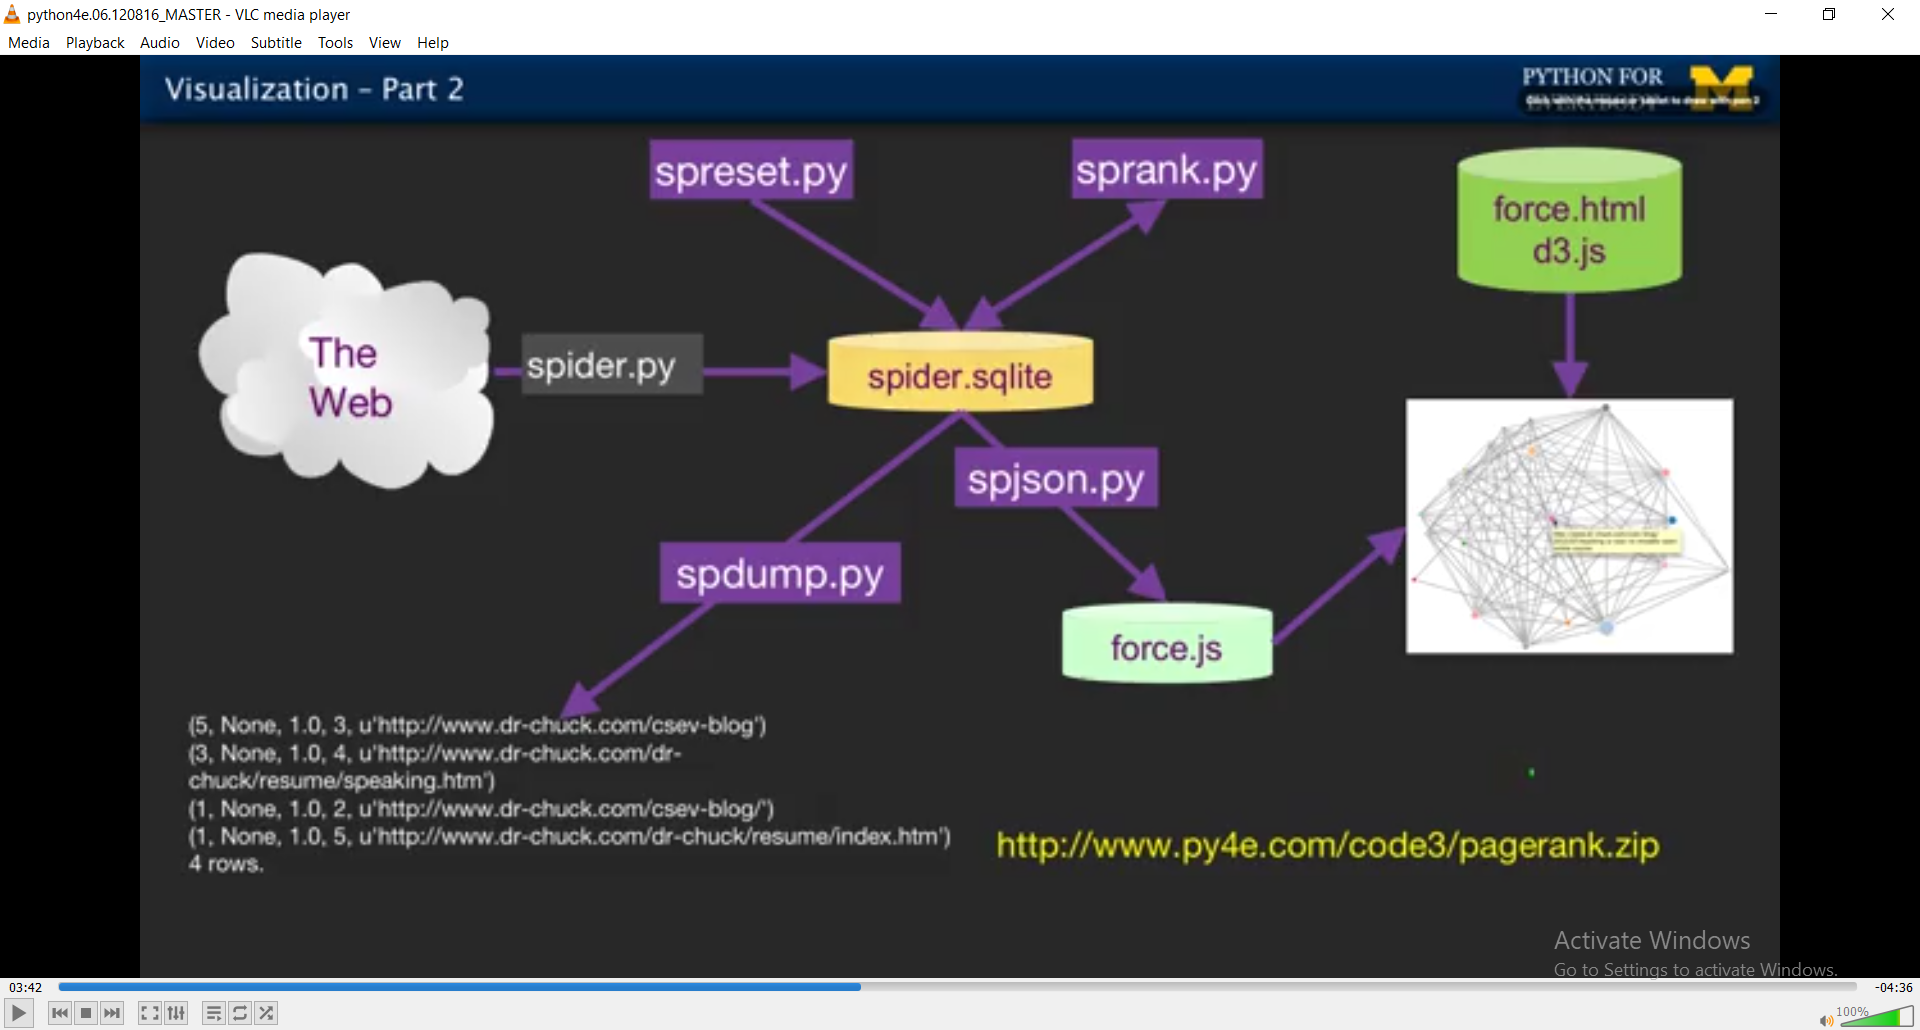 python4e.06.120816_MASTER - VLC media player
Media Playback Audio Video Subtitle Tools View Help
Visualization - Part 2
PYTHON FOR
spreset.py
sprank.py
force.html
d3.js
The
Web
spider.py
spider.sqlite
spjson.py
spdump.py
force.js
(5, None, 1.0, 3, u'http://www.dr-chuck.com/csev-blog')
(3, None, 1.0, 4, u'http://www.dr-chuck.com/dr-
chuck/resume/speaking.htm')
(1, None, 1.0, 2, u'http://www.dr-chuck.com/csev-blog/')
(1, None, 1.0, 5, u'http://www.dr-chuck.com/dr-chuck/resume/index.htm')
4 rows.
http://www.py4e.com/code3/pagerank.zip
Activate Windows
Go to Settings to activate Windows.
03:42
-04:36
100%